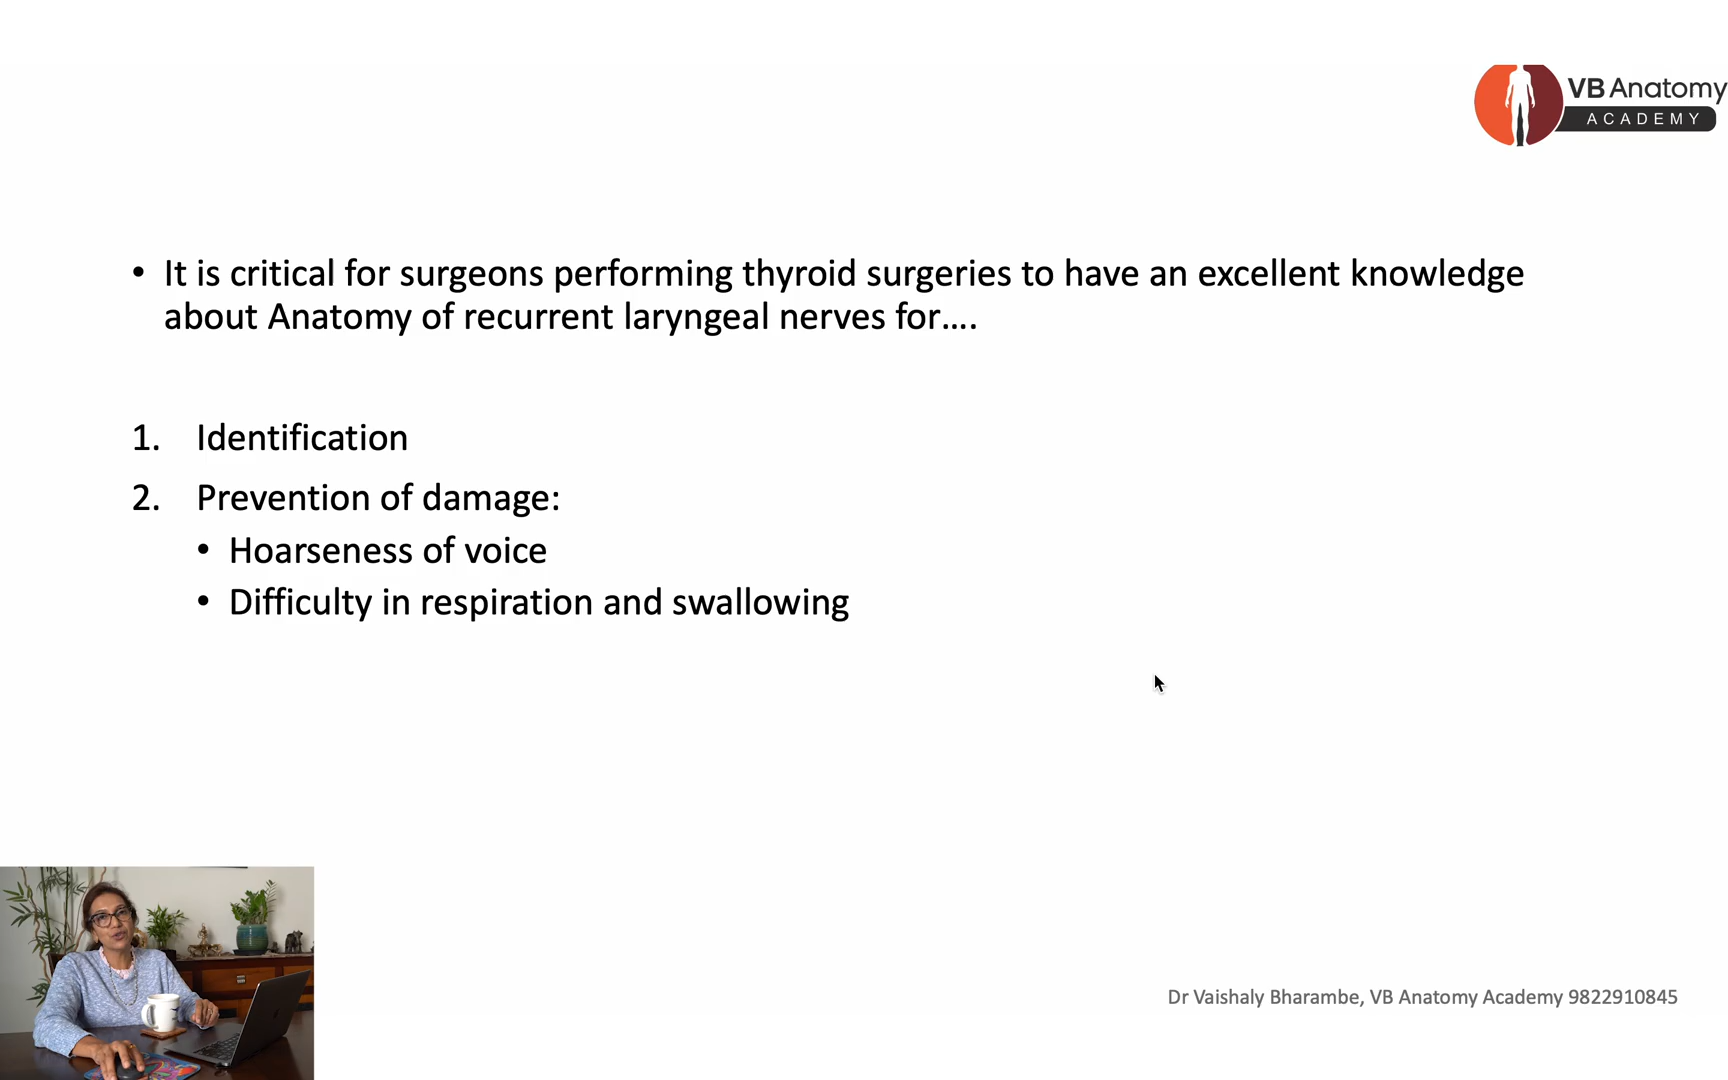 VB Anatomy
ACADEMY
• It is critical for surgeons performing thyroid surgeries to have an excellent knowledge
about Anatomy of recurrent laryngeal nerves for....
1. Identification
2. Prevention of damage:
• Hoarseness of voice
• Difficulty in respiration and swallowing
Dr Vaishaly Bharambe, VB Anatomy Academy 9822910845